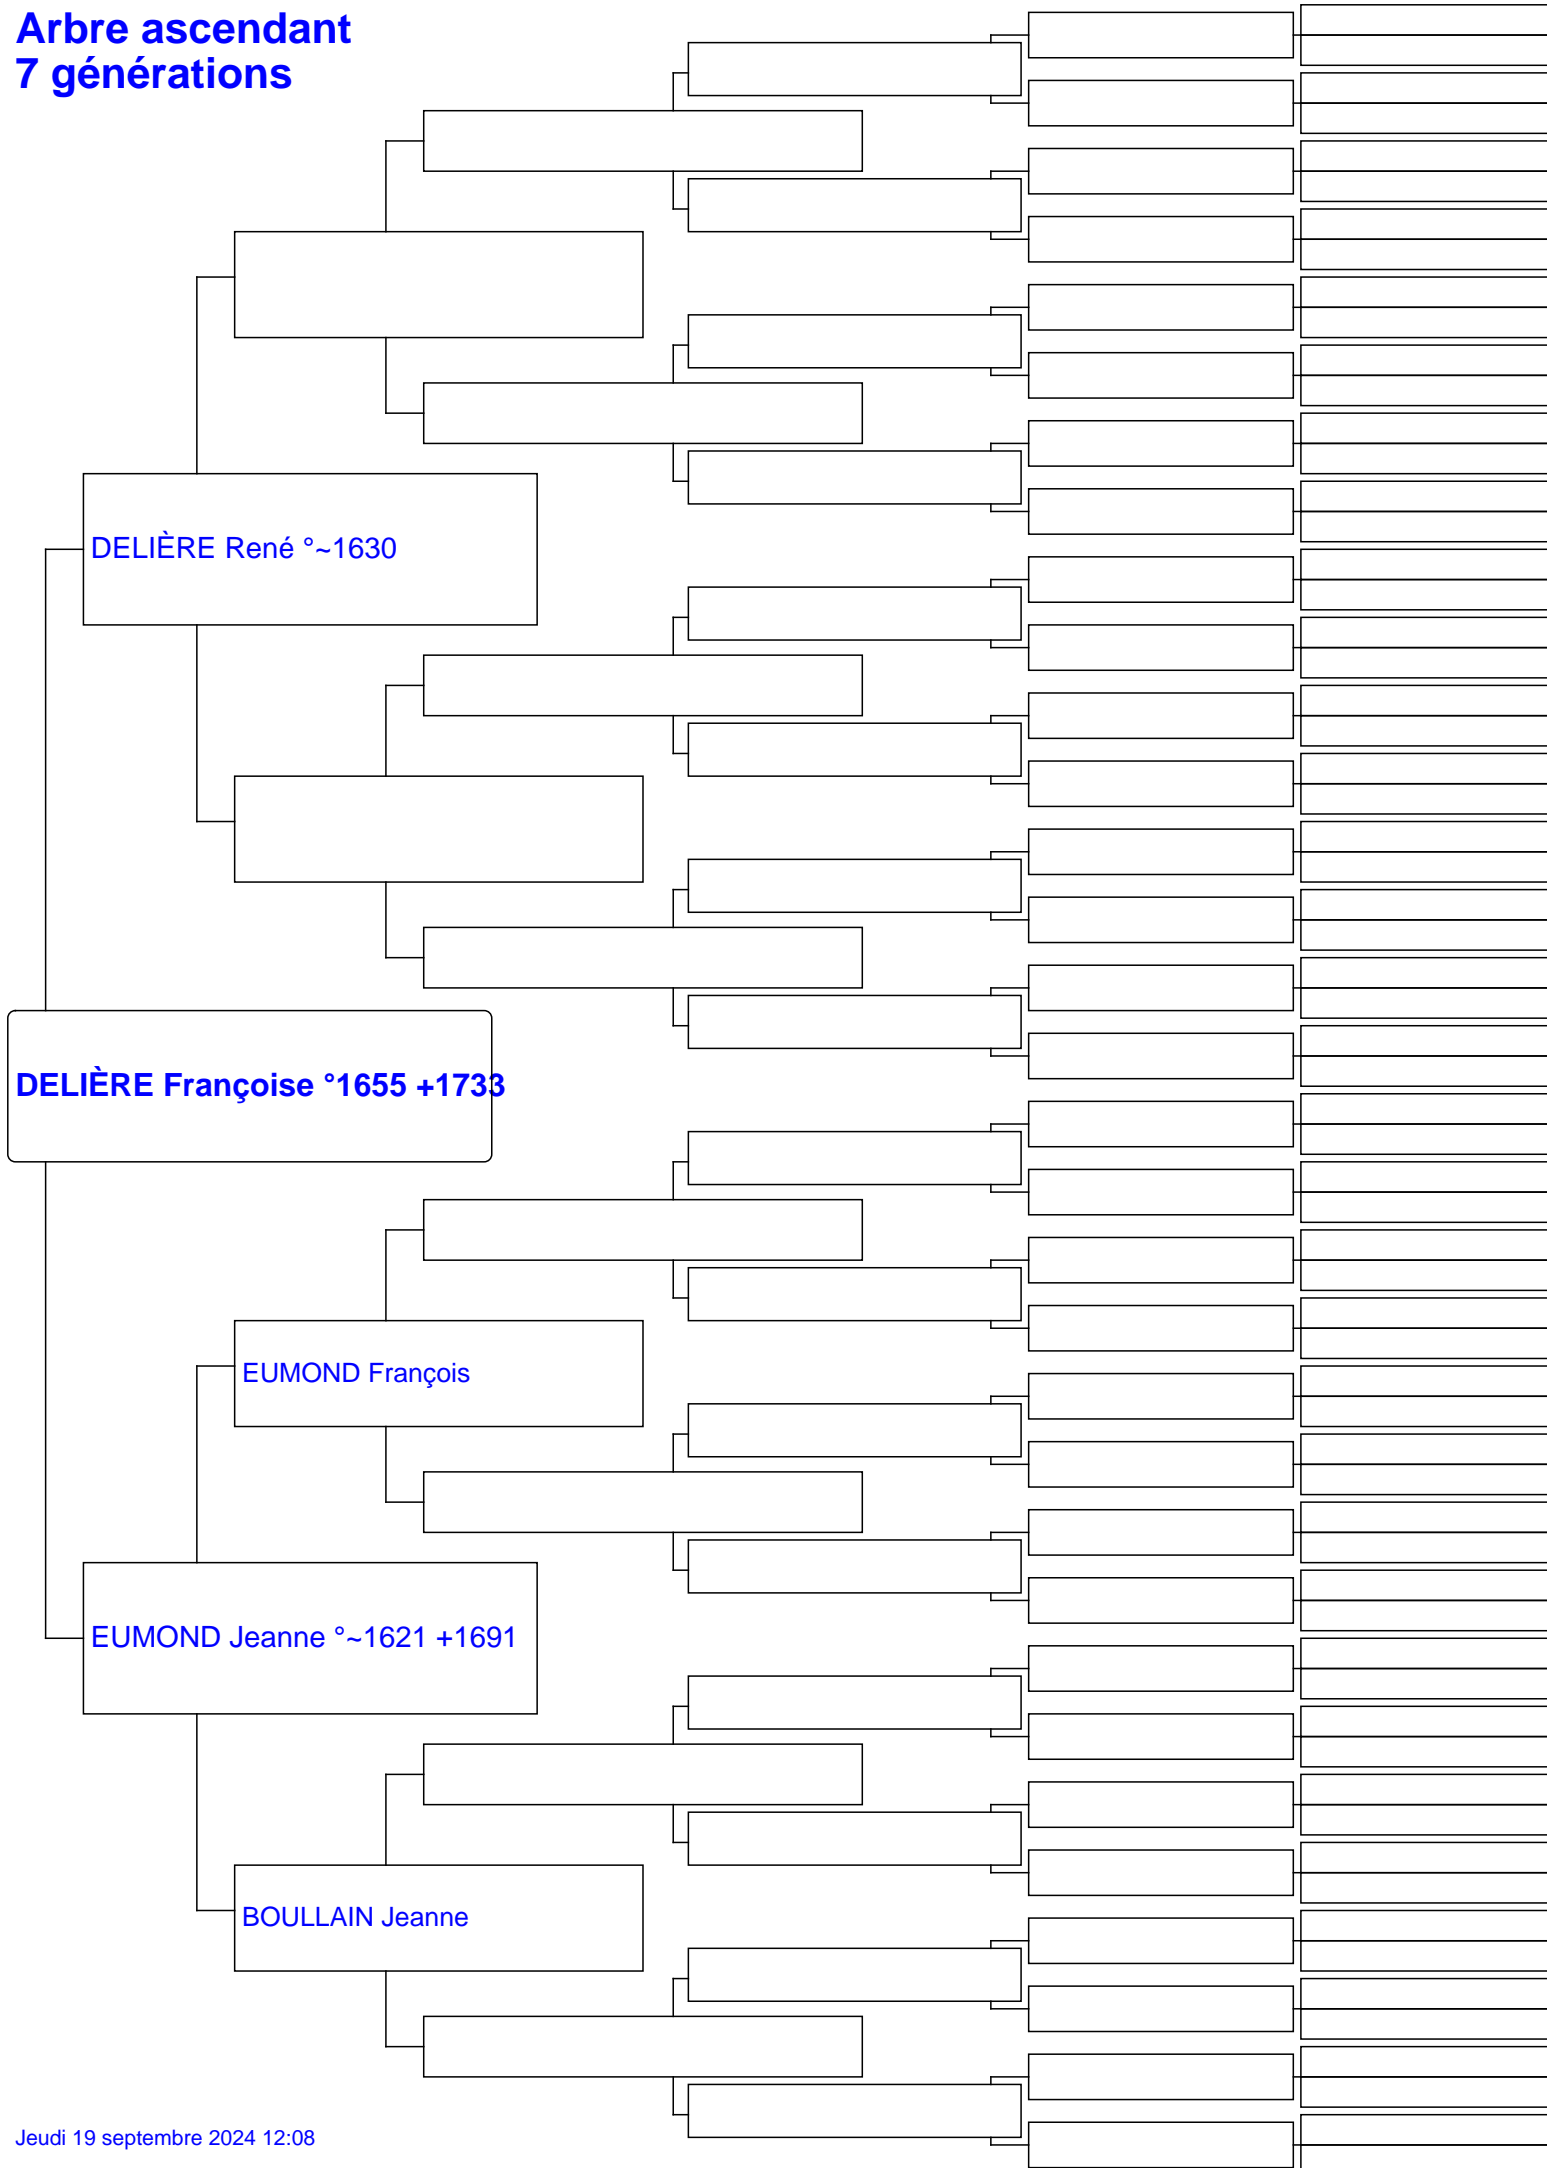 Arbre ascendant
7 générations
DELIÈRE René °~1630
DELIÈRE Françoise °1655 +1733
EUMOND François
EUMOND Jeanne °~1621 +1691
BOULLAIN Jeanne
Jeudi 19 septembre 2024 12:08